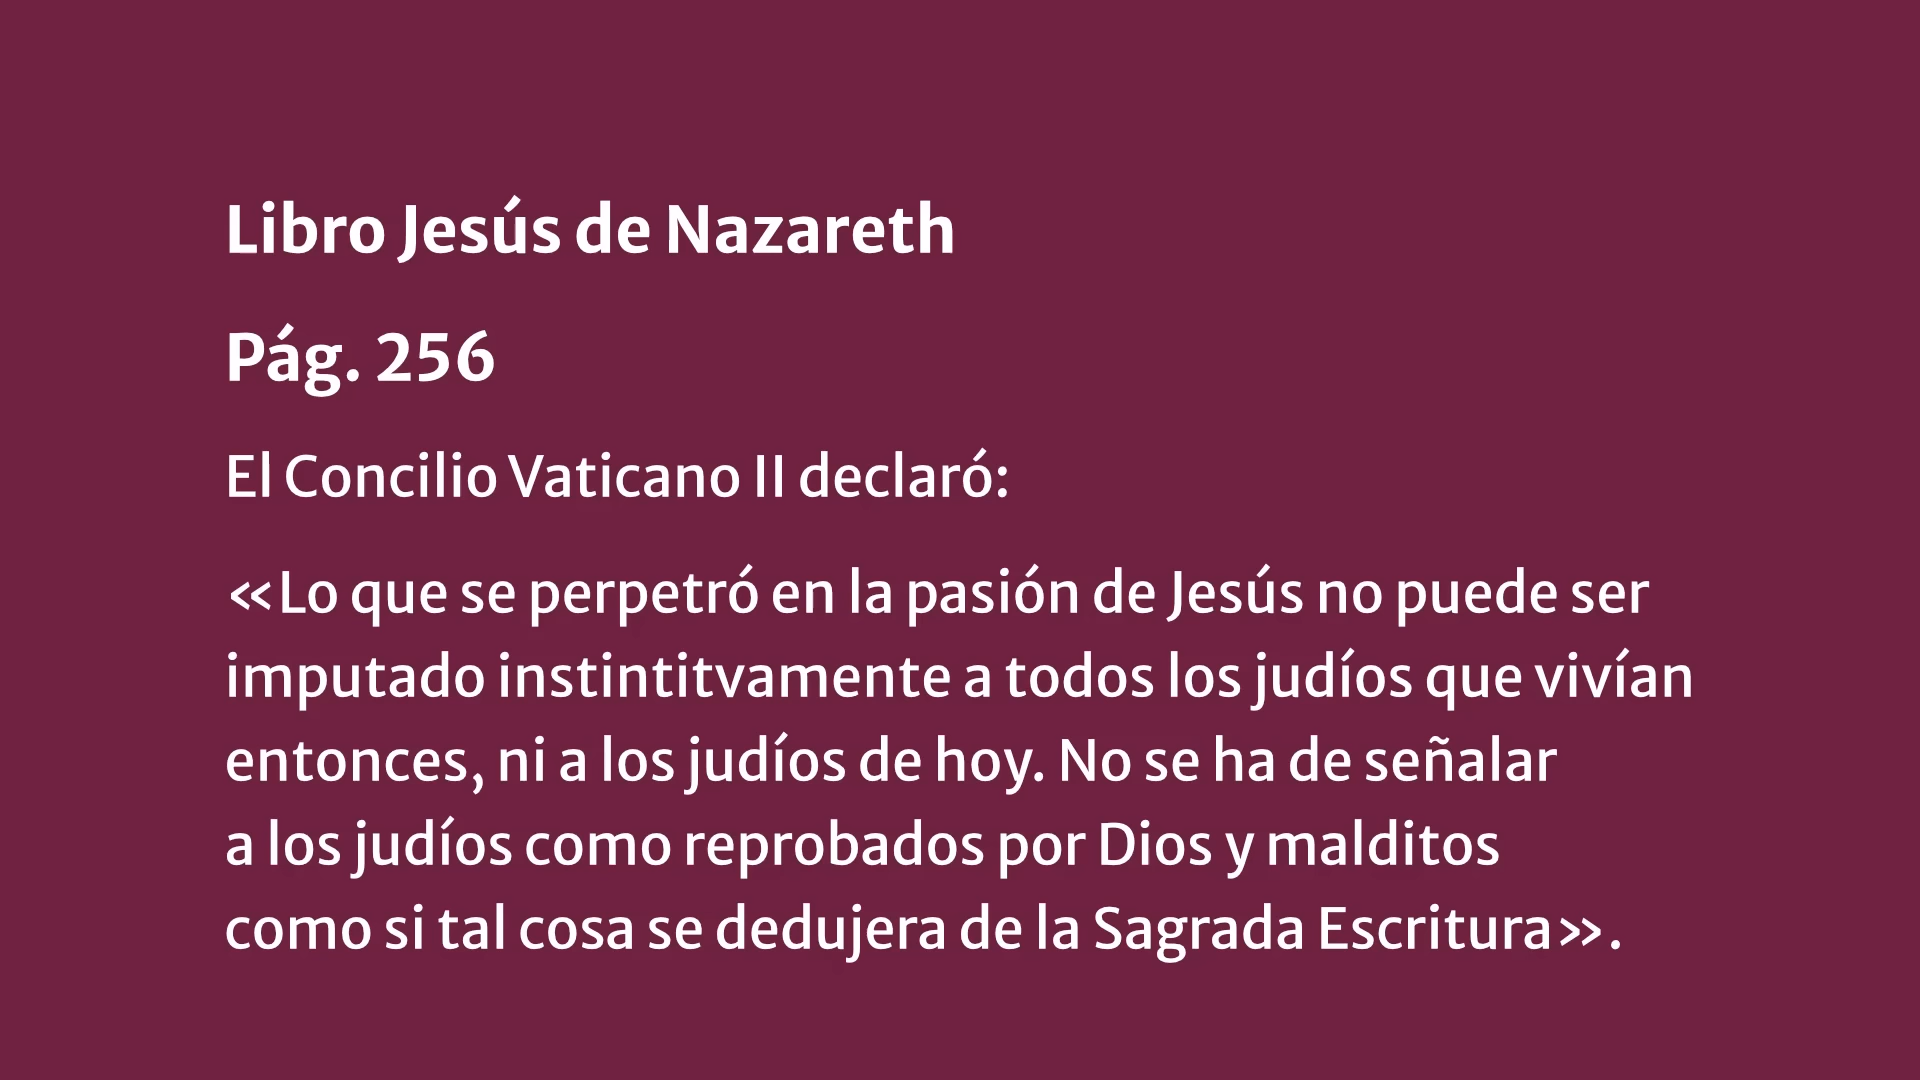 Libro Jesús de Nazareth
Pág. 256
El Concilio Vaticano II declaró:
«Lo que se perpetró en la pasión de Jesús no puede ser
imputado instintitvamente a todos los judíos que vivían
entonces, ni a los judíos de hoy. No se ha de señalar
a los judíos como reprobados por Dios y malditos
como si tal cosa se dedujera de la Sagrada Escritura».